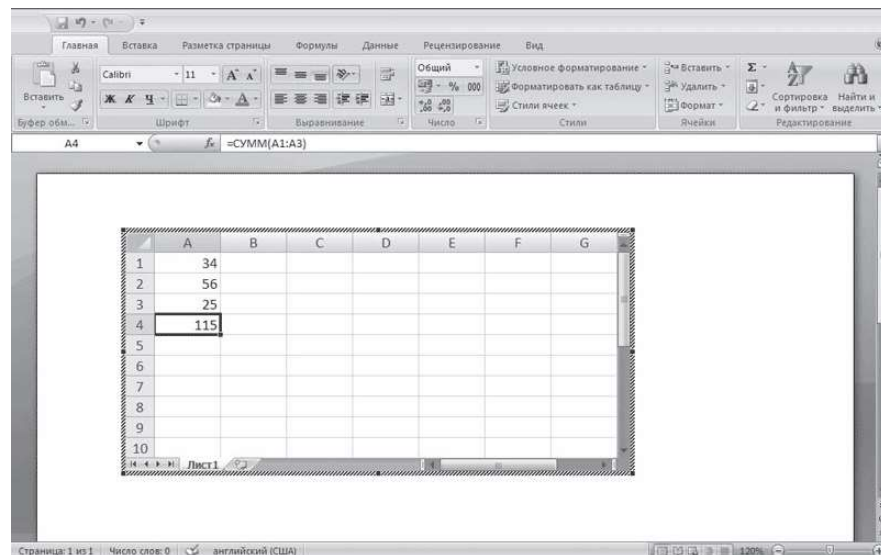 Главная Вставка Разметка страницы Формулы Данные Рецензирование Вид
Calibri 11 A A Общий Условное форматирование Вставить Σ
Вставить Ж К Ч А % 000 Форматировать как таблицу Удалить Сортировка и фильтр Найти и выделить
,00 Стили ячеек Формат
Буфер обм... Шрифт Выравнивание Число Стили Ячейки Редактирование
A4 fx =СУММ(A1:A3)
A B C D E F G
1 34
2 56
3 25
4 115
5
6
7
8
9
10
Лист1
Страница: 1 из 1 Число слов: 0 английский (США) 120%